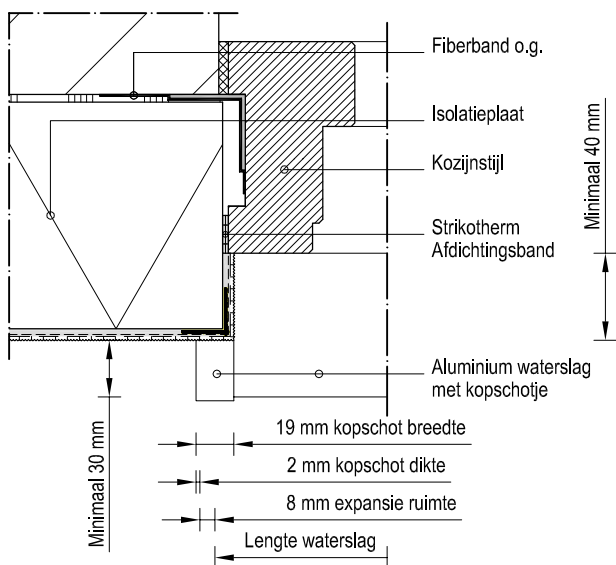 Fiberband o.g.
Isolatieplaat
Kozijnstijl
Strikotherm
Afdichtingsband
Minimaal 40 mm
Aluminium waterslag
met kopschotje
19 mm kopschot breedte
2 mm kopschot dikte
8 mm expansie ruimte
Lengte waterslag
Minimaal 30 mm